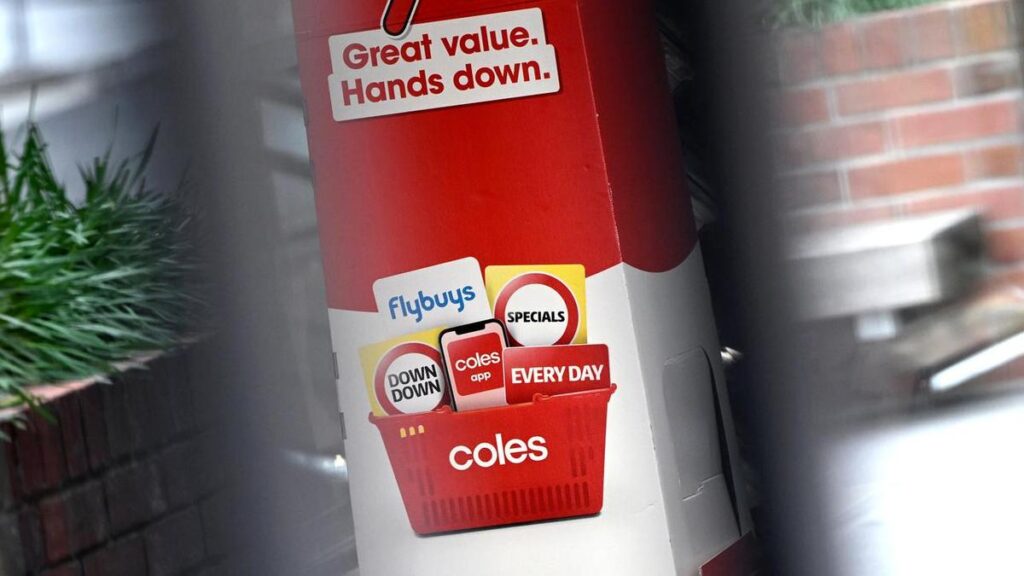 Great value.
Hands down.
flybuys
SPECIALS
DOWN
DOWN
coles
app
EVERY DAY
coles